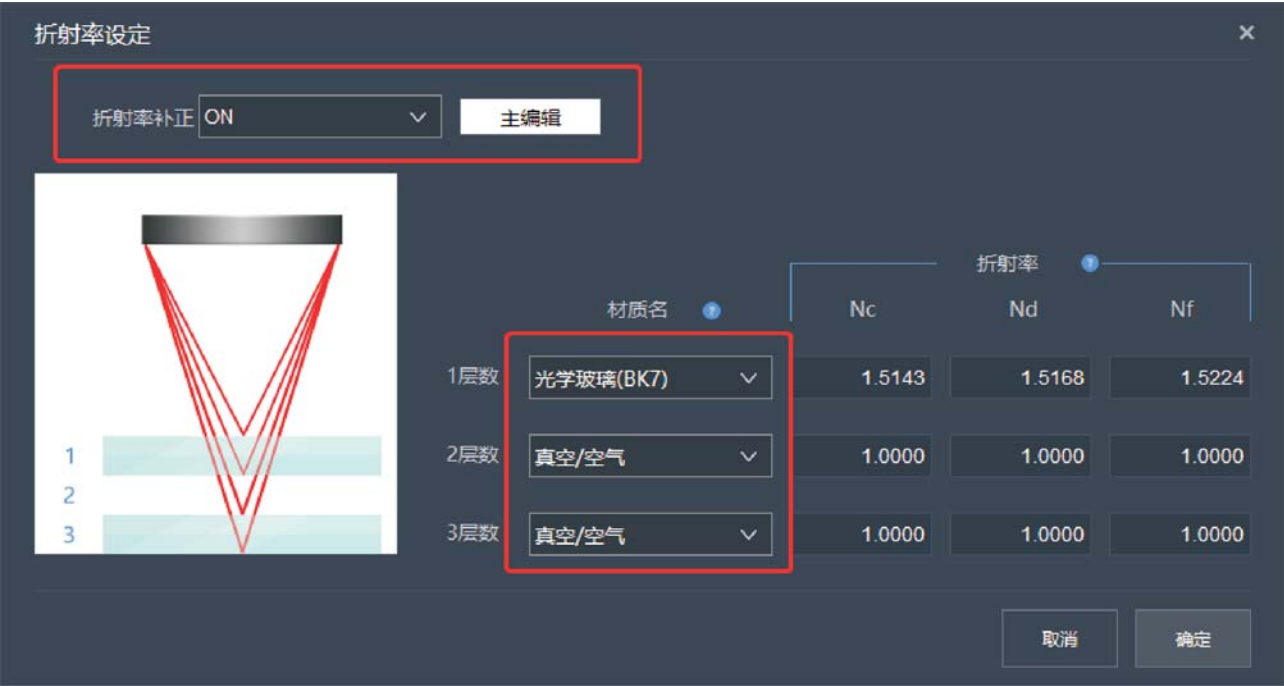 折射率设定 ×
折射率补正 ON 主编辑
折射率 ?
材质名 ? Nc Nd Nf
1层数 光学玻璃(BK7) 1.5143 1.5168 1.5224
1
2层数 真空/空气 1.0000 1.0000 1.0000
2
3
3层数 真空/空气 1.0000 1.0000 1.0000
取消 确定